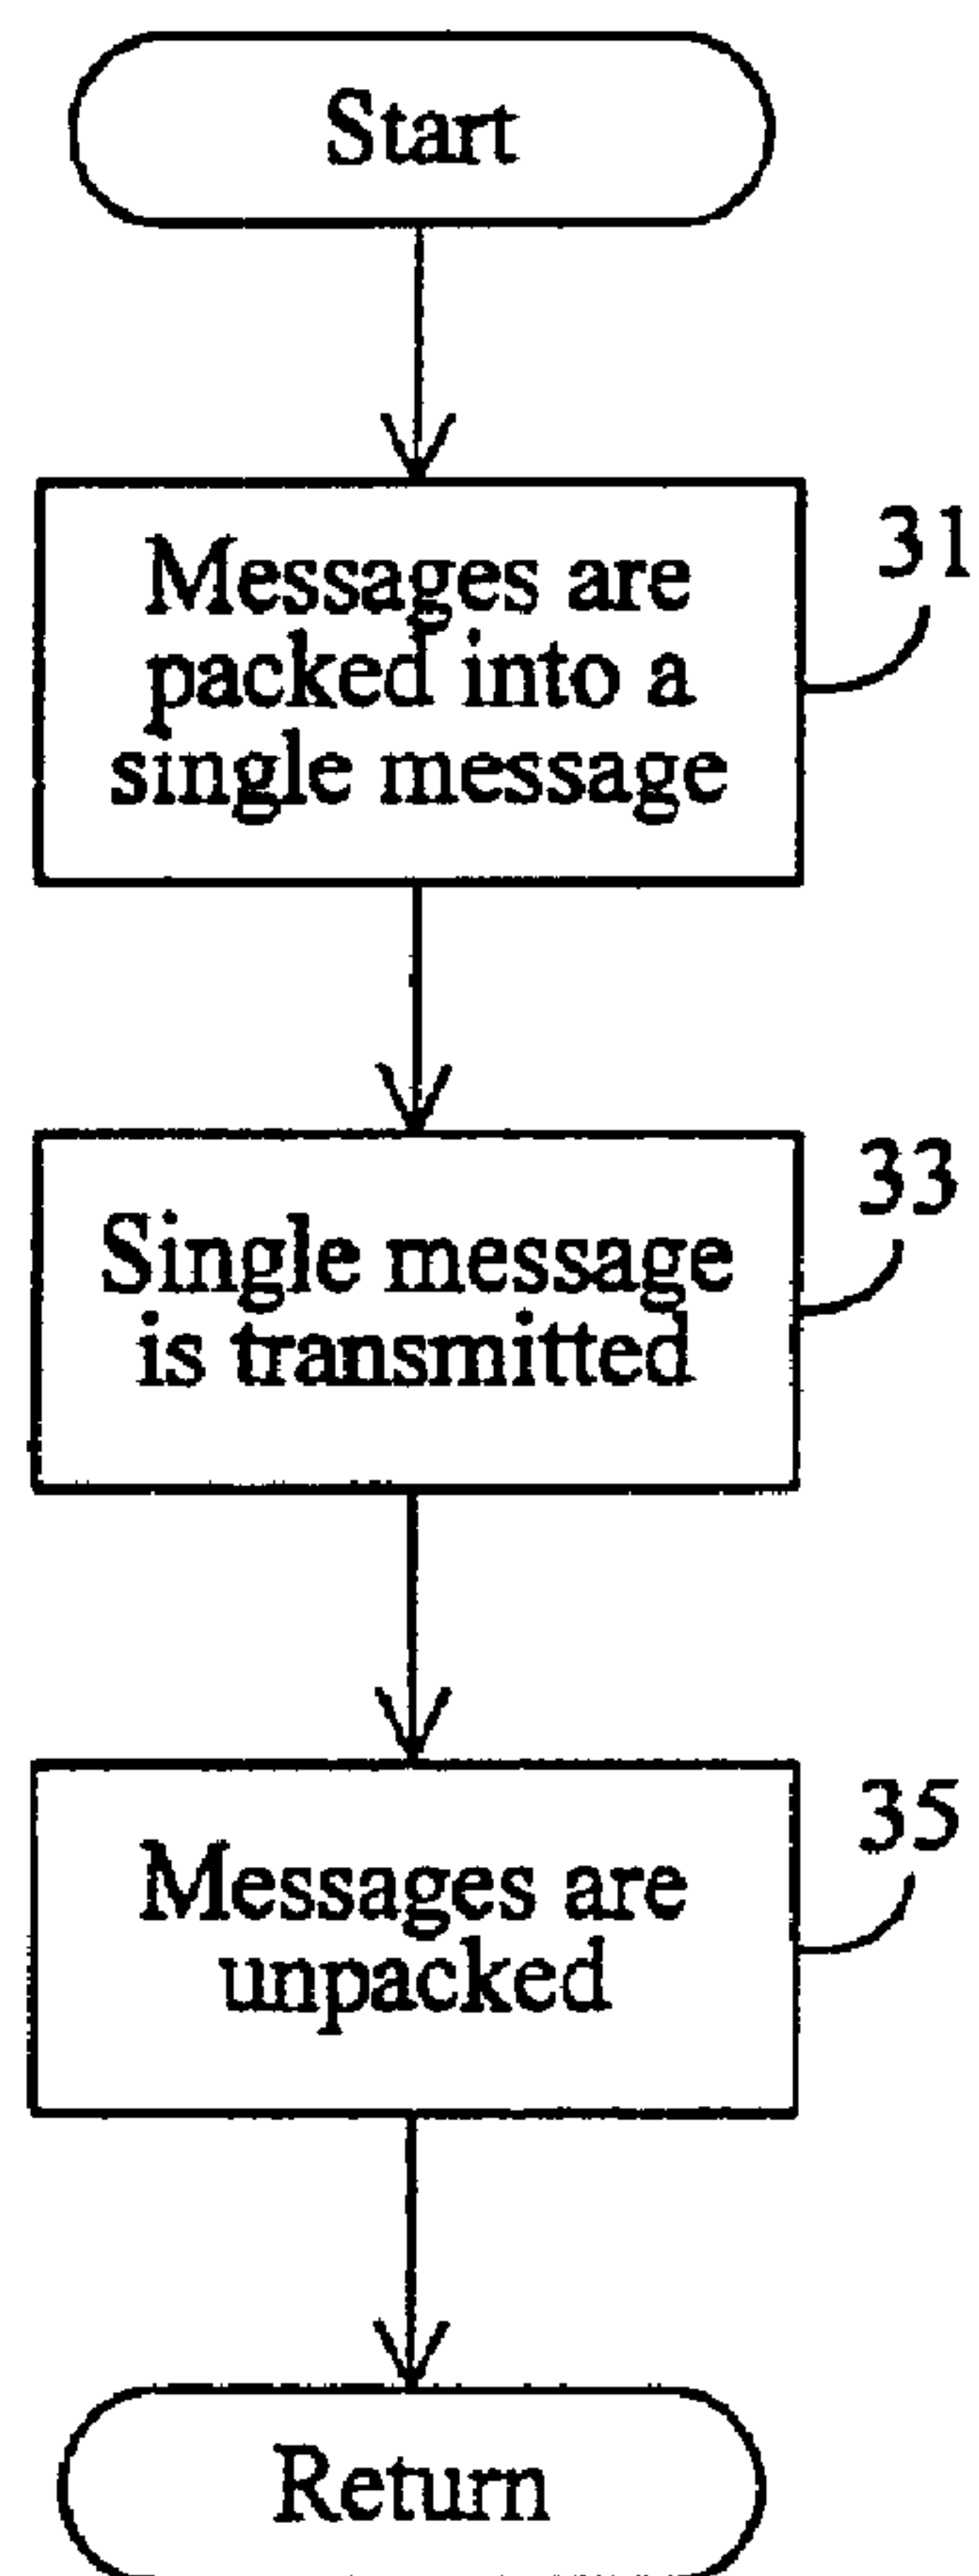 Start
Messages are
packed into a
single message
31
Single message
is transmitted
33
Messages are
unpacked
35
Return